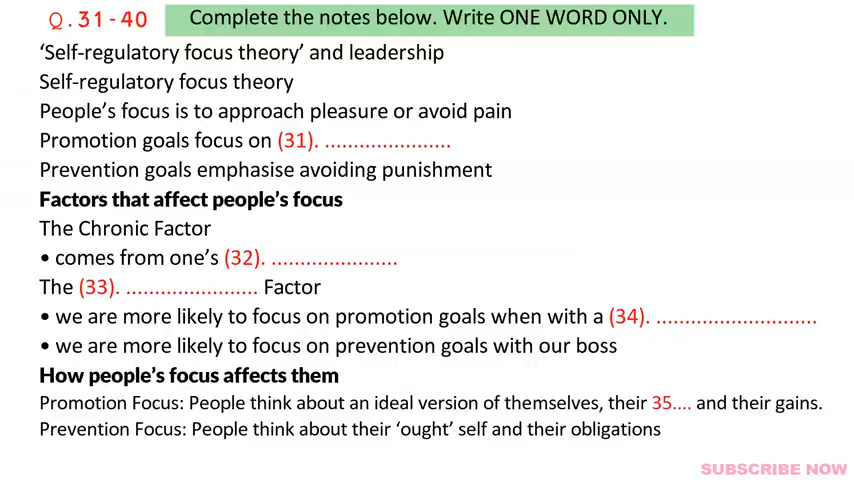 Q.31-40 Complete the notes below. Write ONE WORD ONLY.
‘Self-regulatory focus theory’ and leadership
Self-regulatory focus theory
People’s focus is to approach pleasure or avoid pain
Promotion goals focus on (31). ......................
Prevention goals emphasise avoiding punishment
Factors that affect people’s focus
The Chronic Factor
• comes from one’s (32). ......................
The (33). ....................... Factor
• we are more likely to focus on promotion goals when with a (34). ............................
• we are more likely to focus on prevention goals with our boss
How people’s focus affects them
Promotion Focus: People think about an ideal version of themselves, their 35.... and their gains.
Prevention Focus: People think about their ‘ought’ self and their obligations
SUBSCRIBE NOW